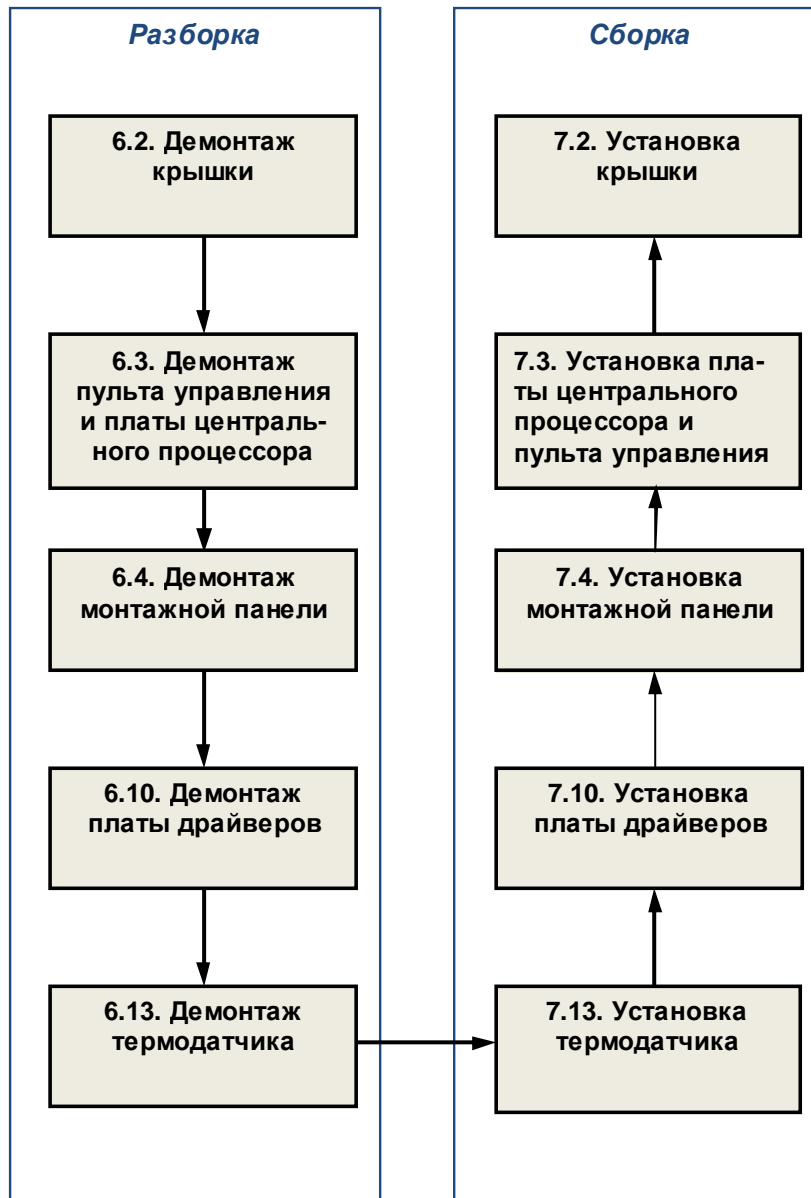 Разборка
6.2. Демонтаж
крышки
6.3. Демонтаж
пульта управления
и платы централь-
ного процессора
6.4. Демонтаж
монтажной панели
6.10. Демонтаж
платы драйверов
6.13. Демонтаж
термодатчика
Сборка
7.2. Установка
крышки
7.3. Установка пла-
ты центрального
процессора и
пульта управления
7.4. Установка
монтажной панели
7.10. Установка
платы драйверов
7.13. Установка
термодатчика